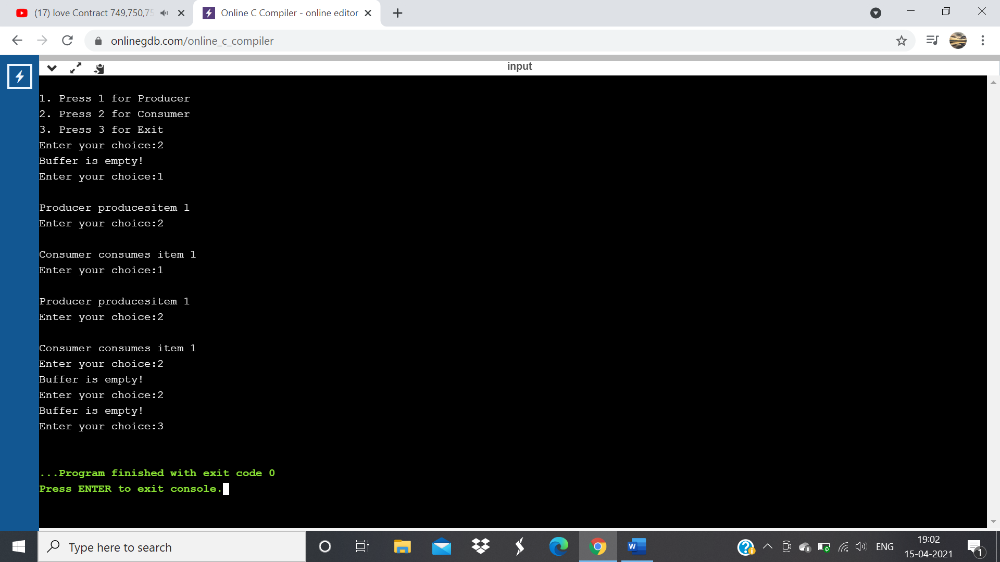 (17) love Contract 749,750,75
Online C Compiler - online editor
onlinegdb.com/online_c_compiler
input
1. Press 1 for Producer
2. Press 2 for Consumer
3. Press 3 for Exit
Enter your choice:2
Buffer is empty!
Enter your choice:1
Producer producesitem 1
Enter your choice:2
Consumer consumes item 1
Enter your choice:1
Producer producesitem 1
Enter your choice:2
Consumer consumes item 1
Enter your choice:2
Buffer is empty!
Enter your choice:2
Buffer is empty!
Enter your choice:3
...Program finished with exit code 0
Press ENTER to exit console.
Type here to search
W
ENG
19:02
15-04-2021
1